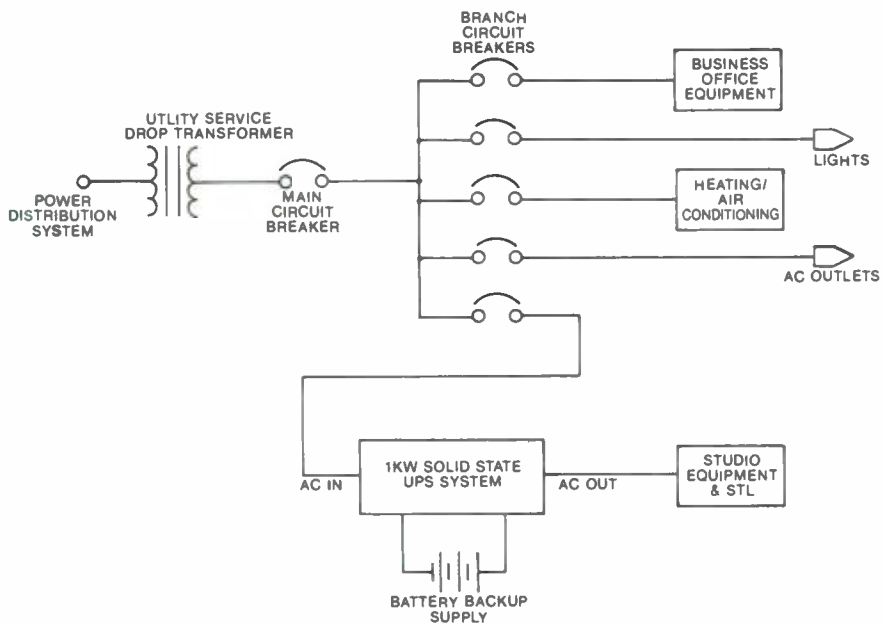 BRANCH
CIRCUIT
BREAKERS
BUSINESS
OFFICE
EQUIPMENT
UTLITY SERVICE
DROP TRANSFORMER
LIGHTS
POWER
DISTRIBUTION
SYSTEM
MAIN
CIRCUIT
BREAKER
HEATING/
AIR
CONDITIONING
AC OUTLETS
AC IN
1KW SOLID STATE
UPS SYSTEM
AC OUT
STUDIO
EQUIPMENT
& STL
BATTERY BACKUP
SUPPLY